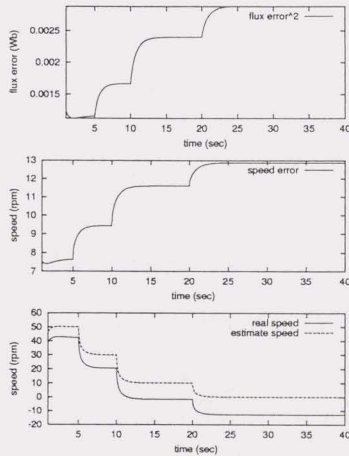 flux error^2
flux error (Wb)
0.0025
0.002
0.0015
5 10 15 20 25 30 35 40
time (sec)
speed error
speed (rpm)
13
12
11
10
9
8
7
5 10 15 20 25 30 35 40
time (sec)
real speed
estimate speed
speed (rpm)
60
50
40
30
20
10
0
-10
-20
5 10 15 20 25 30 35 40
time (sec)